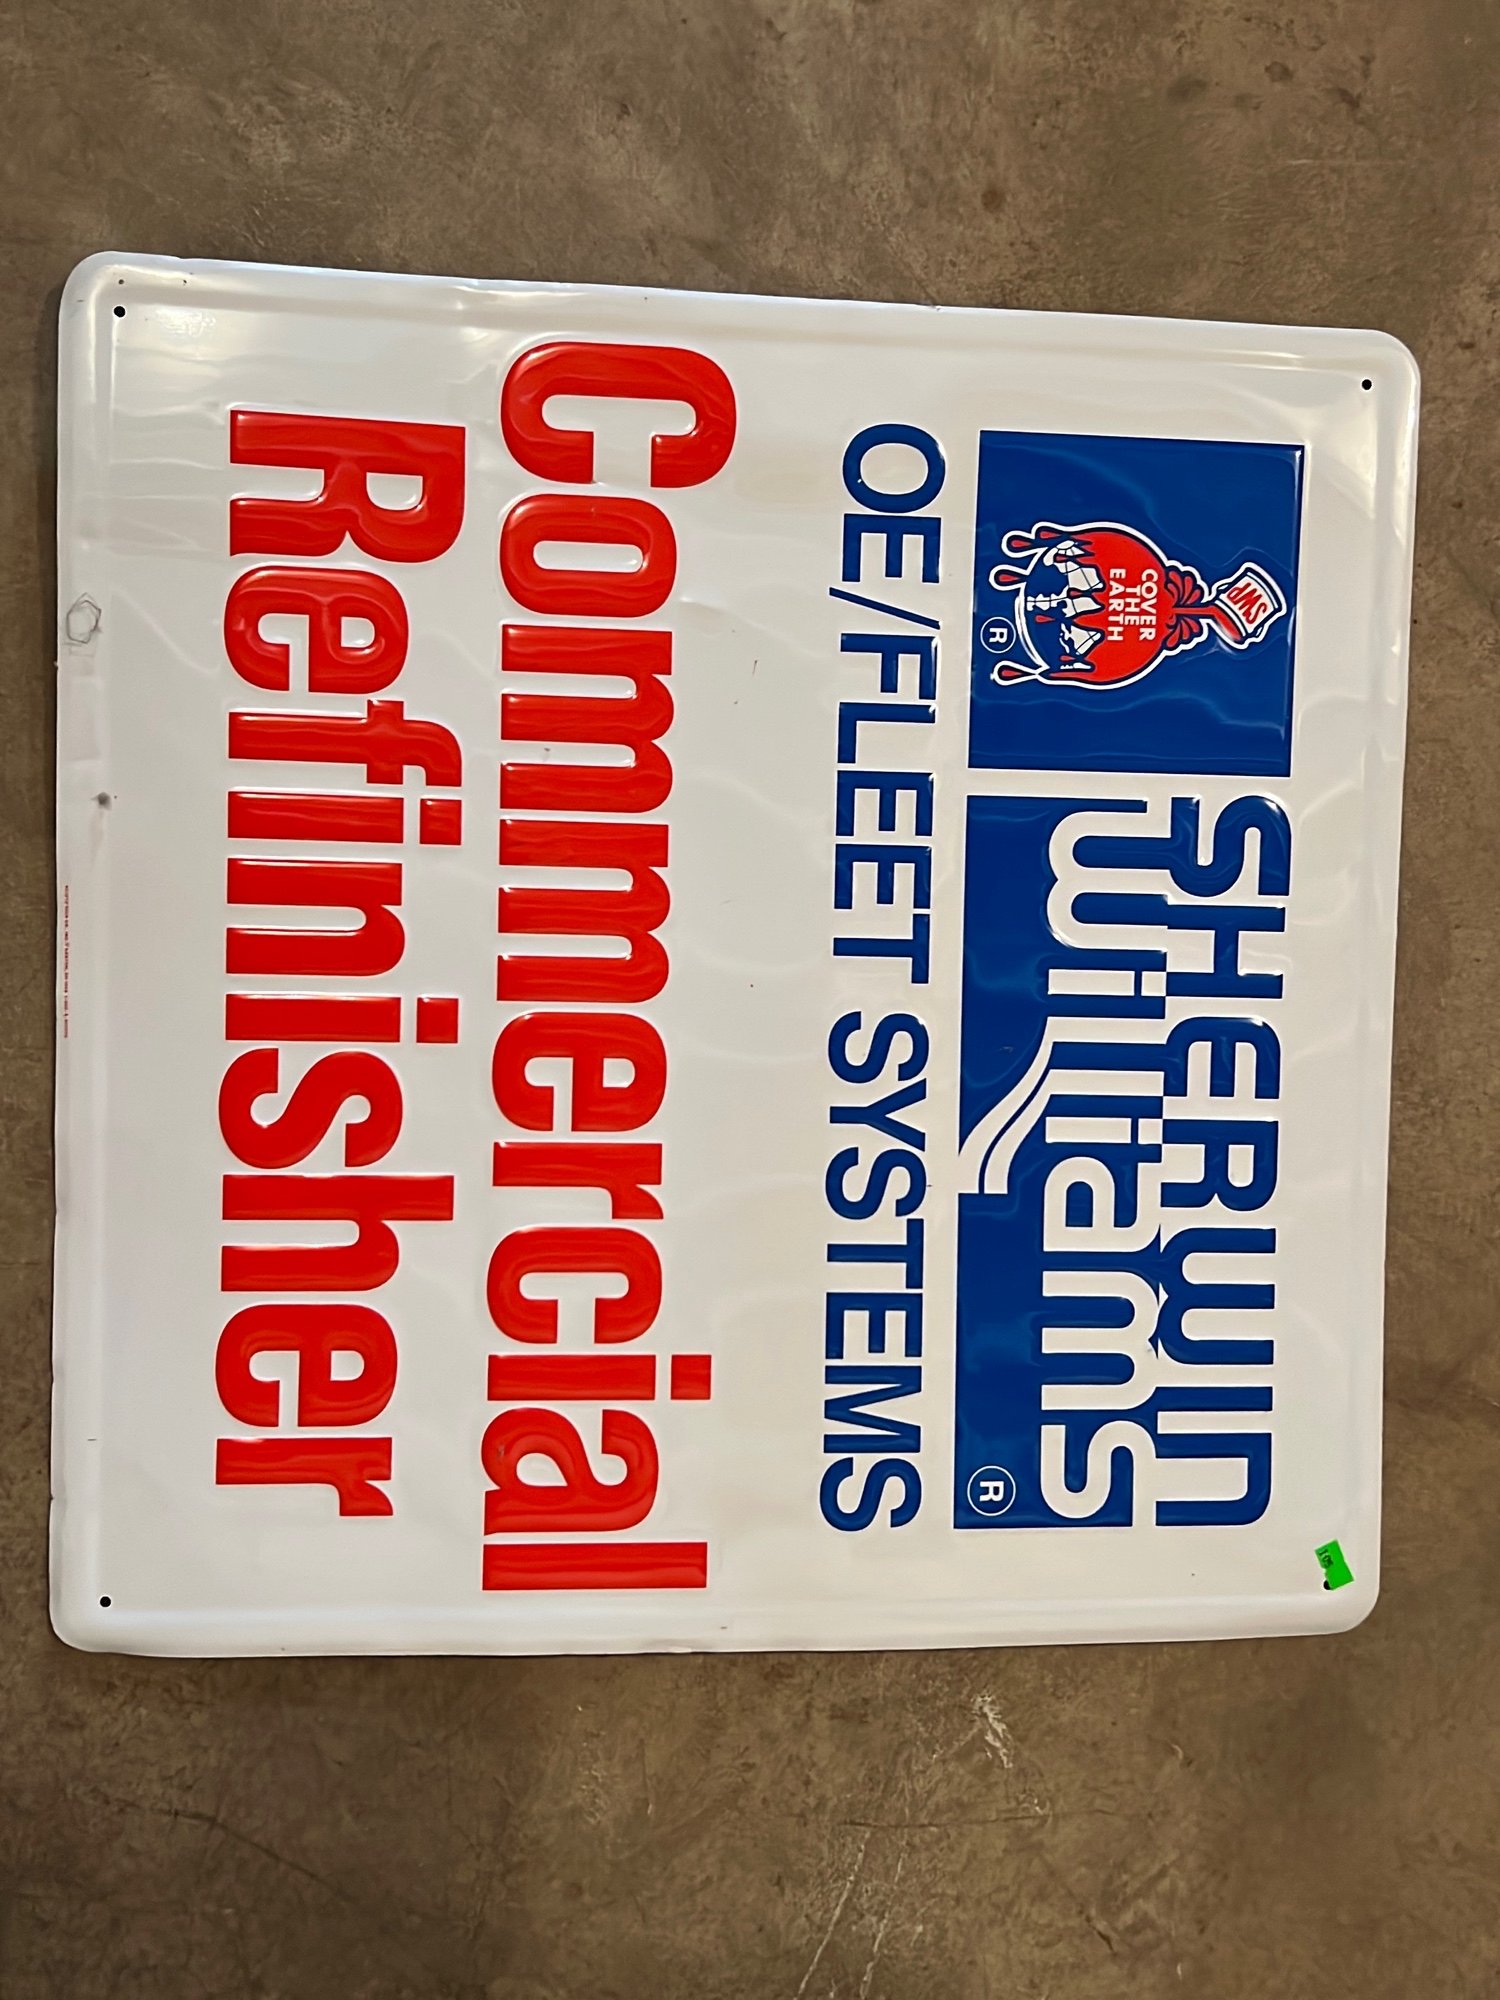 SWP
COVER
THE
EARTH
®
SHERWIN
Williams
®
OE/FLEET SYSTEMS
Commercial
Refinisher